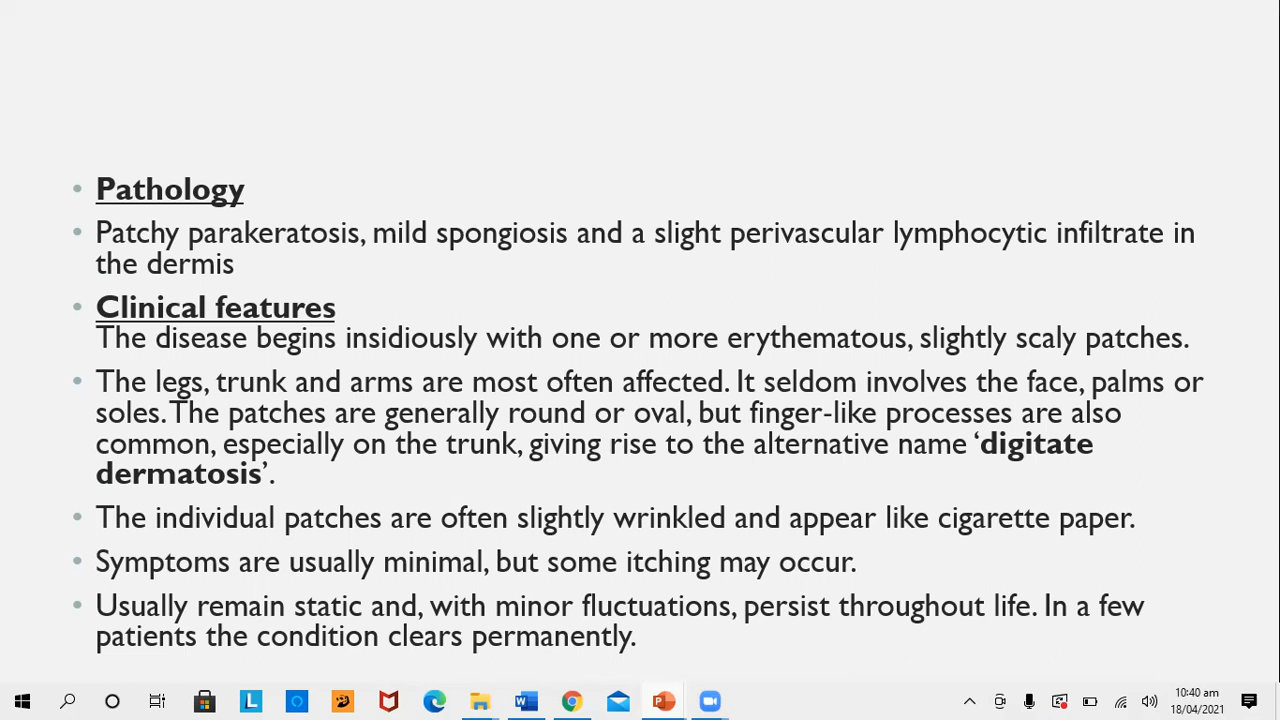 • Pathology
• Patchy parakeratosis, mild spongiosis and a slight perivascular lymphocytic infiltrate in
the dermis
• Clinical features
The disease begins insidiously with one or more erythematous, slightly scaly patches.
• The legs, trunk and arms are most often affected. It seldom involves the face, palms or
soles. The patches are generally round or oval, but finger-like processes are also
common, especially on the trunk, giving rise to the alternative name ‘digitate
dermatosis’.
• The individual patches are often slightly wrinkled and appear like cigarette paper.
• Symptoms are usually minimal, but some itching may occur.
• Usually remain static and, with minor fluctuations, persist throughout life. In a few
patients the condition clears permanently.
L
W
P
10:40 am
18/04/2021